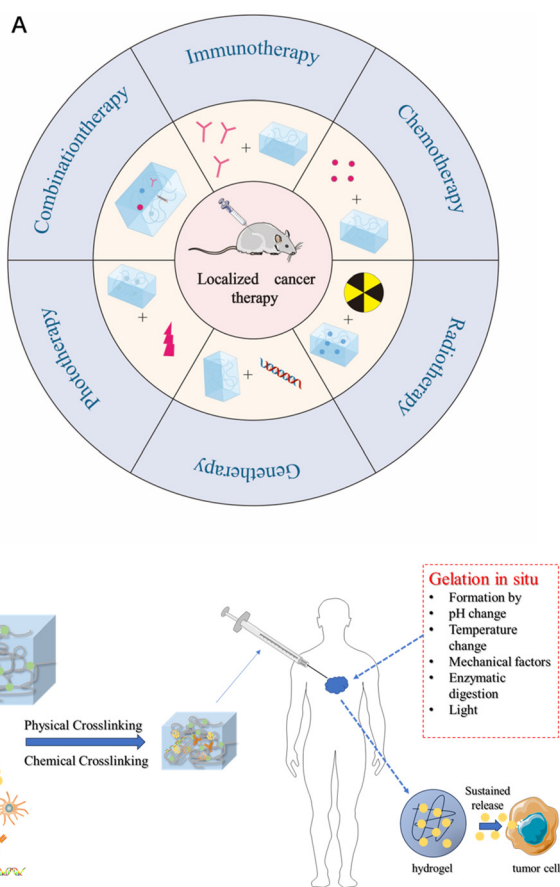 A
Immunotherapy
Chemotherapy
Radiotherapy
Genetherapy
Phototherapy
Combinationtherapy
Localized cancer
therapy
Gelation in situ
• Formation by
• pH change
• Temperature
change
• Mechanical factors
• Enzymatic
digestion
• Light
Physical Crosslinking
Chemical Crosslinking
Sustained
release
hydrogel
tumor cell